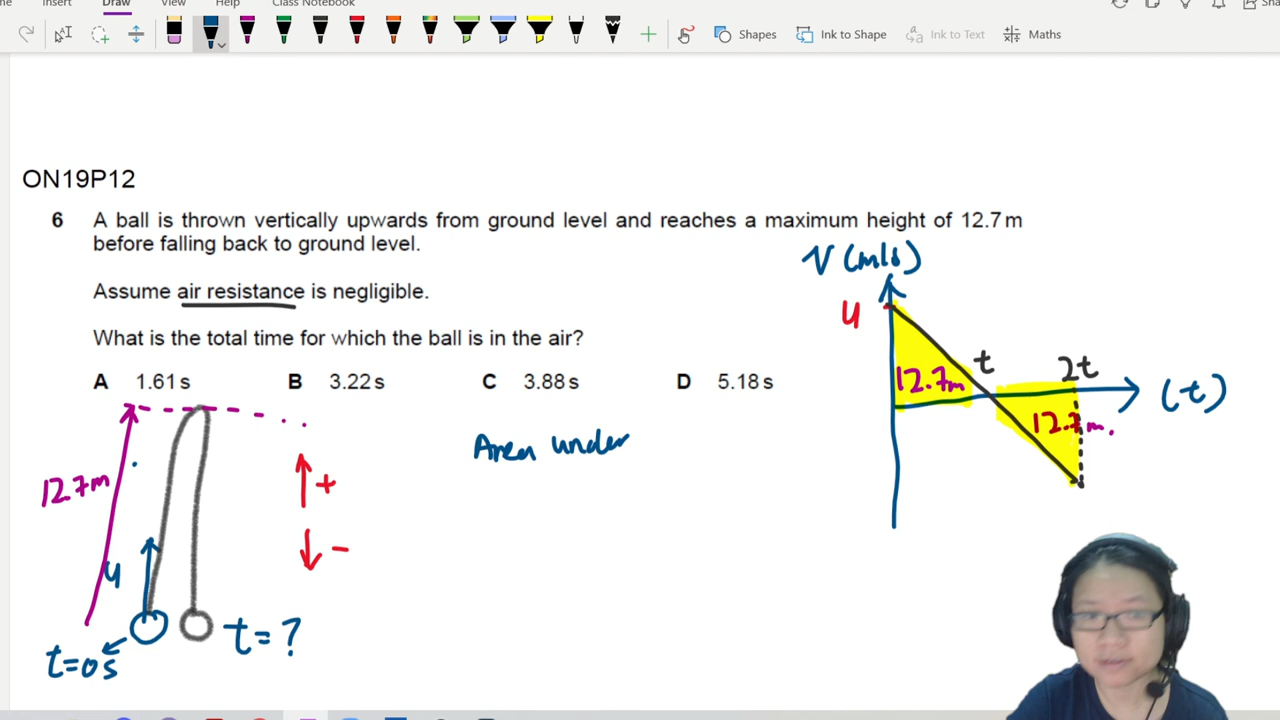 Insert
Draw
View
Help
Class Notebook
Shapes
Ink to Shape
Ink to Text
Maths
ON19P12
6 A ball is thrown vertically upwards from ground level and reaches a maximum height of 12.7 m
before falling back to ground level.
Assume air resistance is negligible.
What is the total time for which the ball is in the air?
A 1.61 s B 3.22 s C 3.88 s D 5.18 s
V (m/s)
u
t
2t
(t)
12.7m
12.7m.
Area under
12.7m
+
-
u
t=0s
t=?